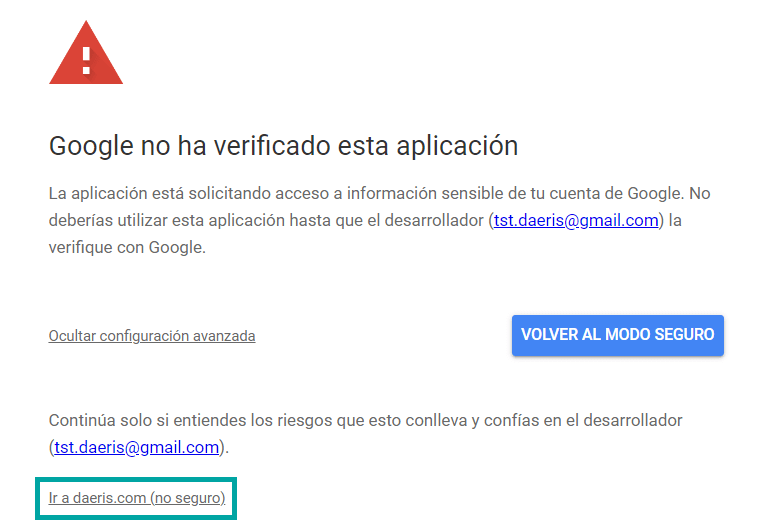 Google no ha verificado esta aplicación
La aplicación está solicitando acceso a información sensible de tu cuenta de Google. No
deberías utilizar esta aplicación hasta que el desarrollador (tst.daeris@gmail.com) la
verifique con Google.
Ocultar configuración avanzada
VOLVER AL MODO SEGURO
Continúa solo si entiendes los riesgos que esto conlleva y confías en el desarrollador
(tst.daeris@gmail.com).
Ir a daeris.com (no seguro)